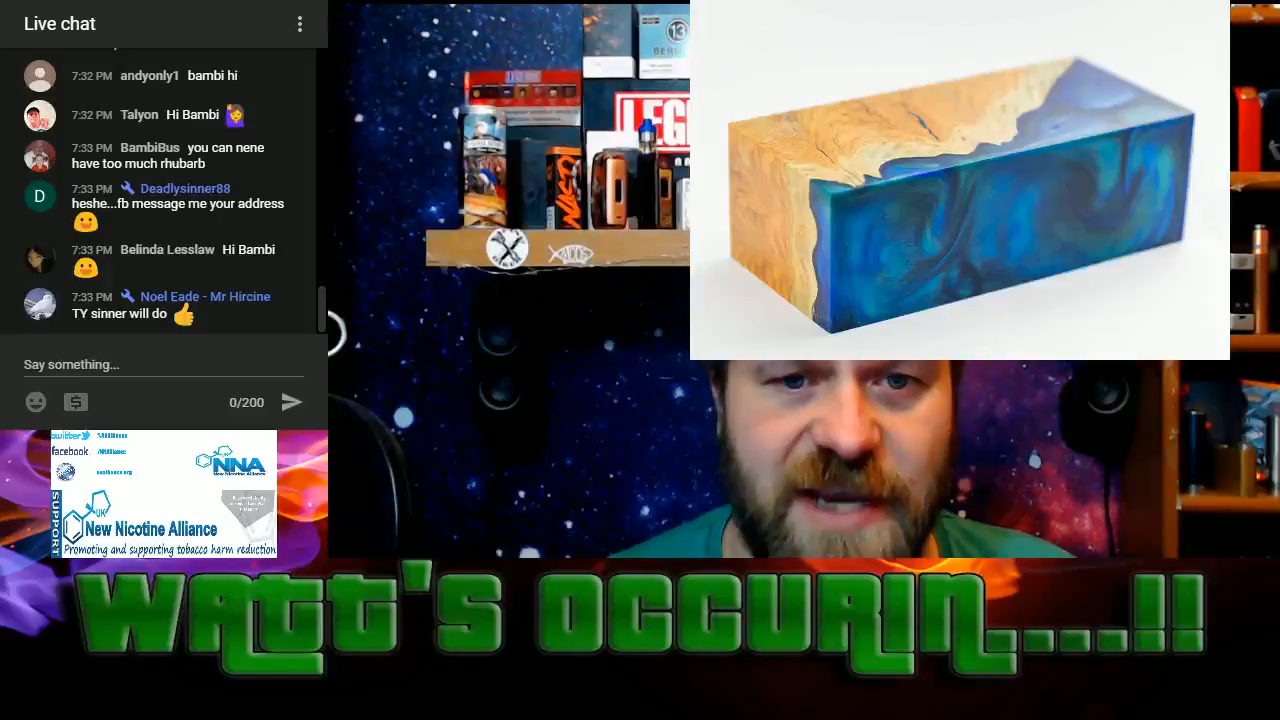 Live chat
7:32 PM andyonly1 bambi hi
7:32 PM Talyon Hi Bambi
7:33 PM BambiBus you can nene
have too much rhubarb
D
7:33 PM Deadlysinner88
heshe...fb message me your address
7:33 PM Belinda Lesslaw Hi Bambi
7:33 PM Noel Eade - Mr Hircine
TY sinner will do
Say something...
0/200
twitter
facebook
NNA
New Nicotine Alliance
SUPPORT
UK
New Nicotine Alliance
Promoting and supporting tobacco harm reduction
13
LEG
NASTY
WATT'S OCCURIN....!!